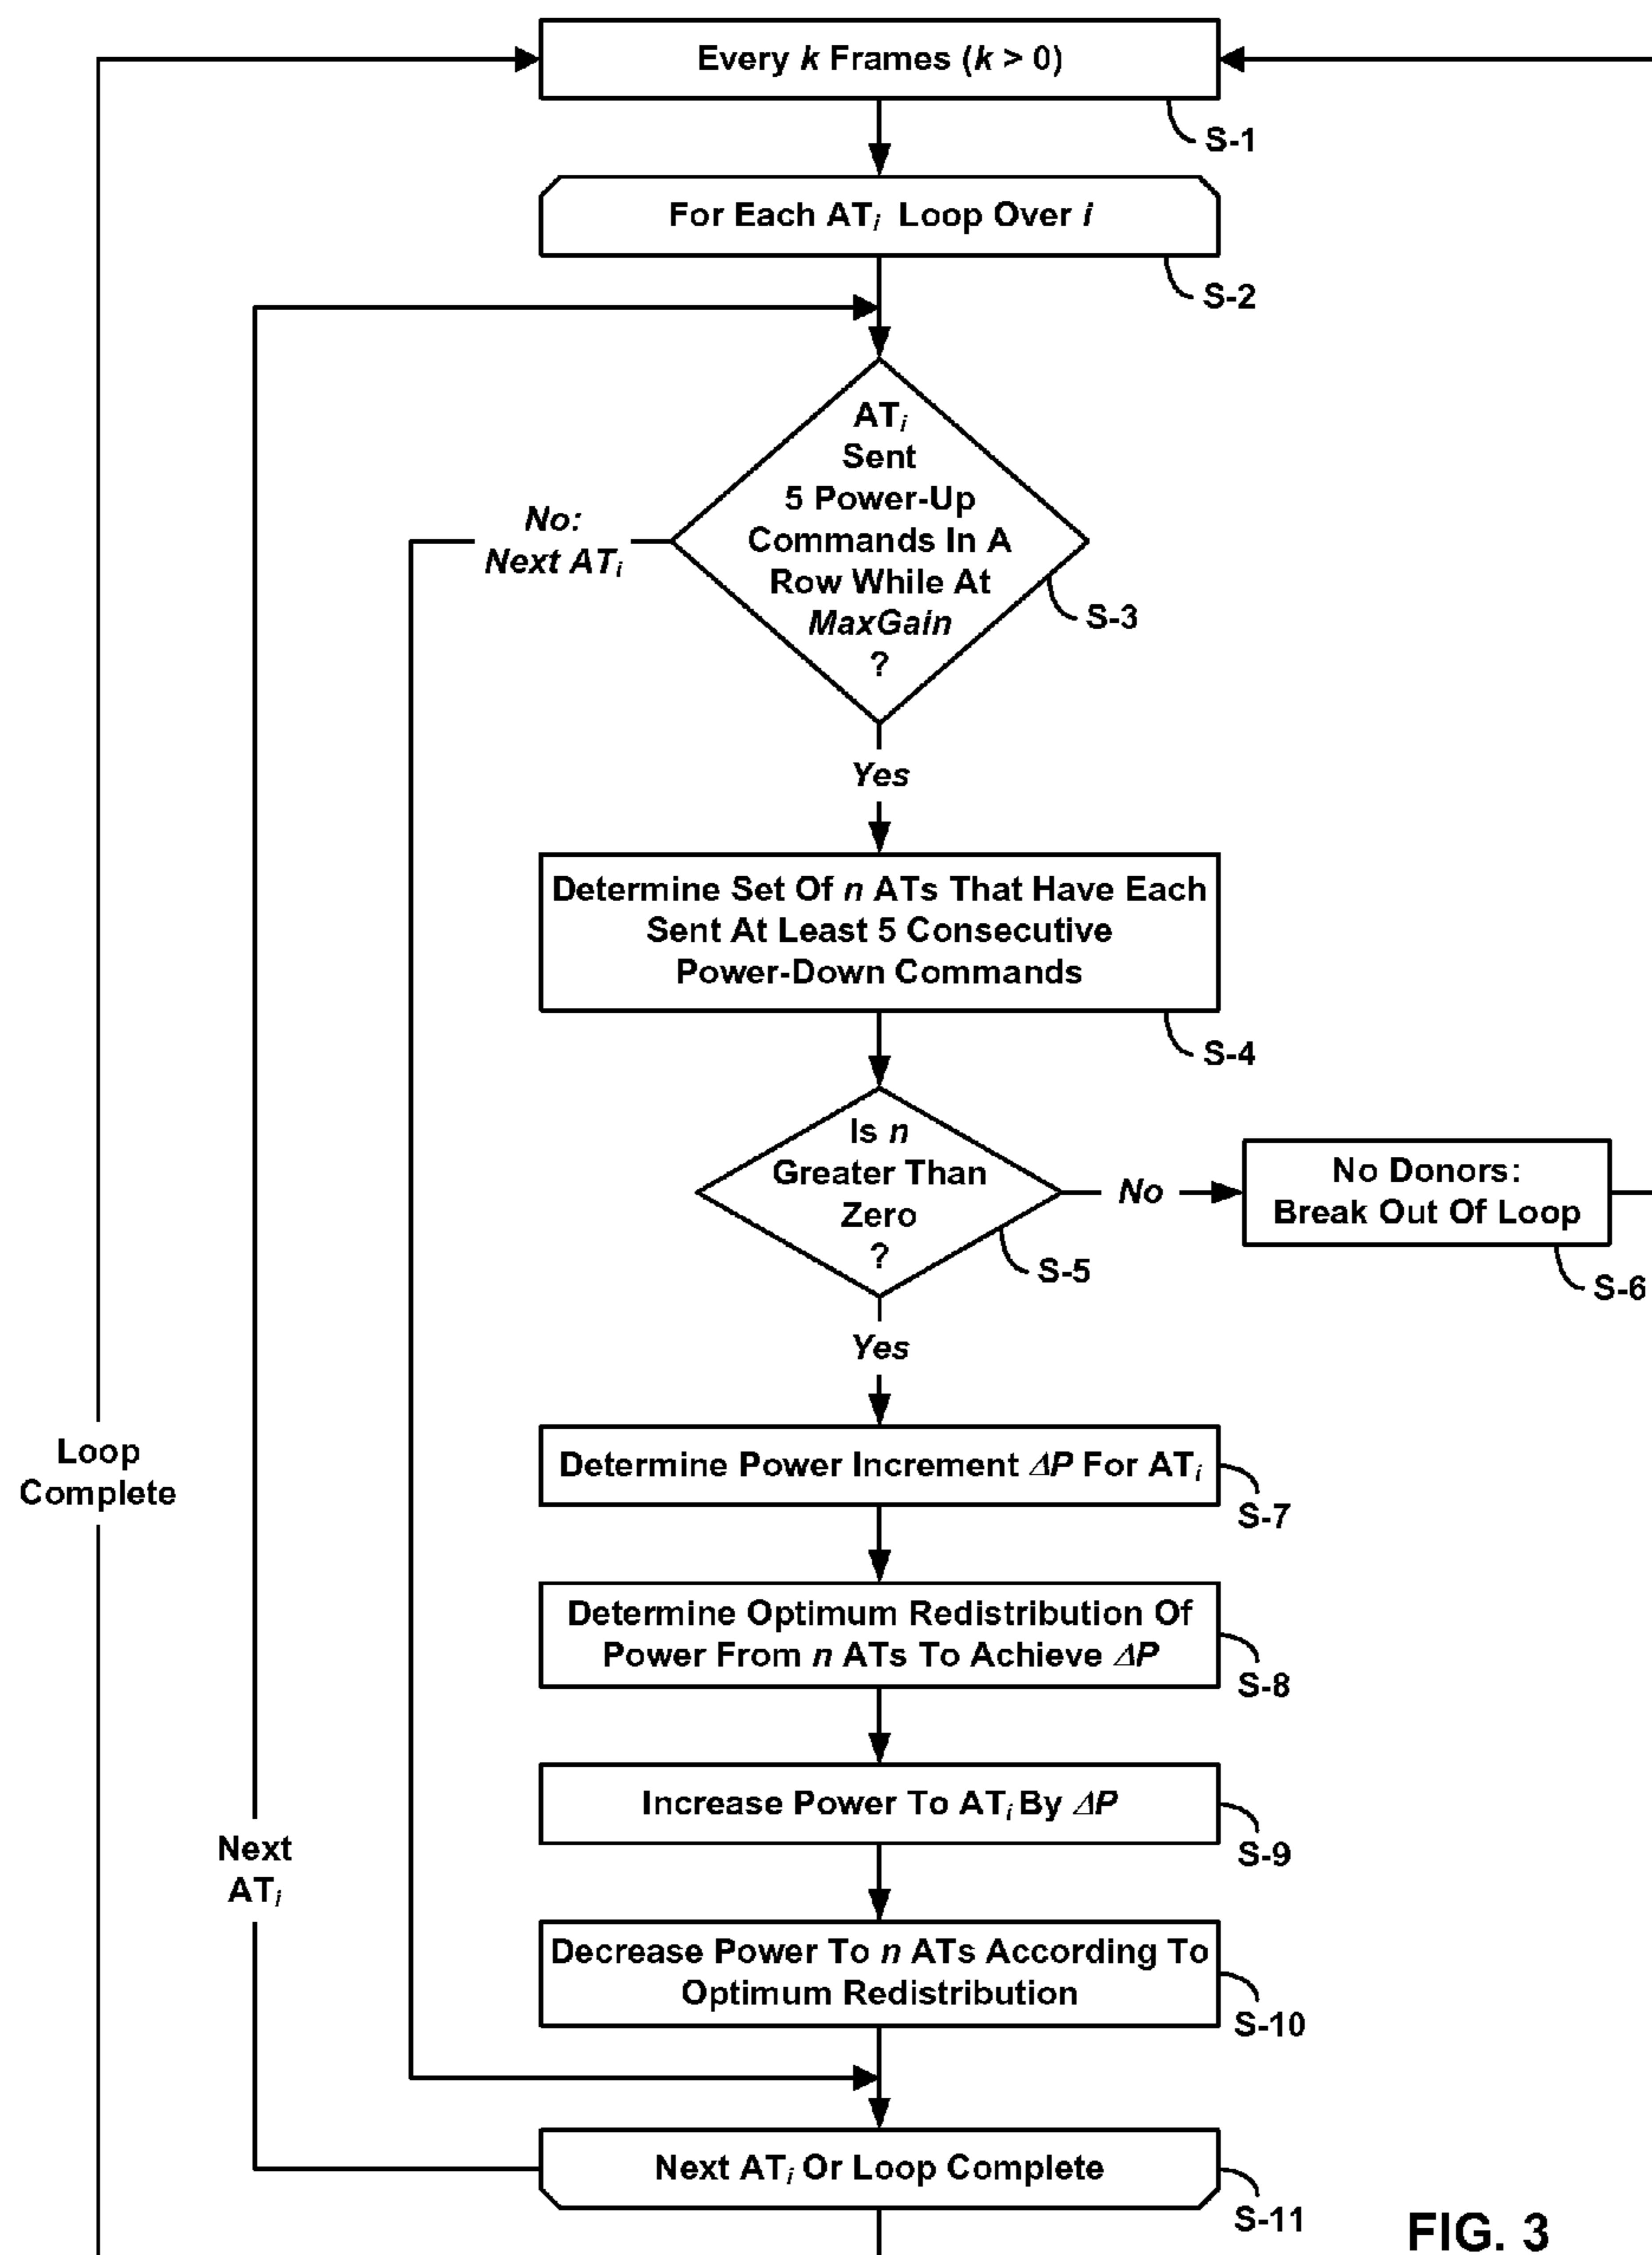 Every k Frames (k > 0)
S-1
For Each ATi Loop Over i
S-2
ATi
Sent
5 Power-Up
Commands In A
Row While At
MaxGain
?
S-3
No:
Next ATi
Yes
Determine Set Of n ATs That Have Each
Sent At Least 5 Consecutive
Power-Down Commands
S-4
Is n
Greater Than
Zero
?
S-5
No
No Donors:
Break Out Of Loop
S-6
Yes
Determine Power Increment ΔP For ATi
S-7
Determine Optimum Redistribution Of
Power From n ATs To Achieve ΔP
S-8
Increase Power To ATi By ΔP
S-9
Decrease Power To n ATs According To
Optimum Redistribution
S-10
Next ATi Or Loop Complete
S-11
Loop
Complete
Next
ATi
FIG. 3